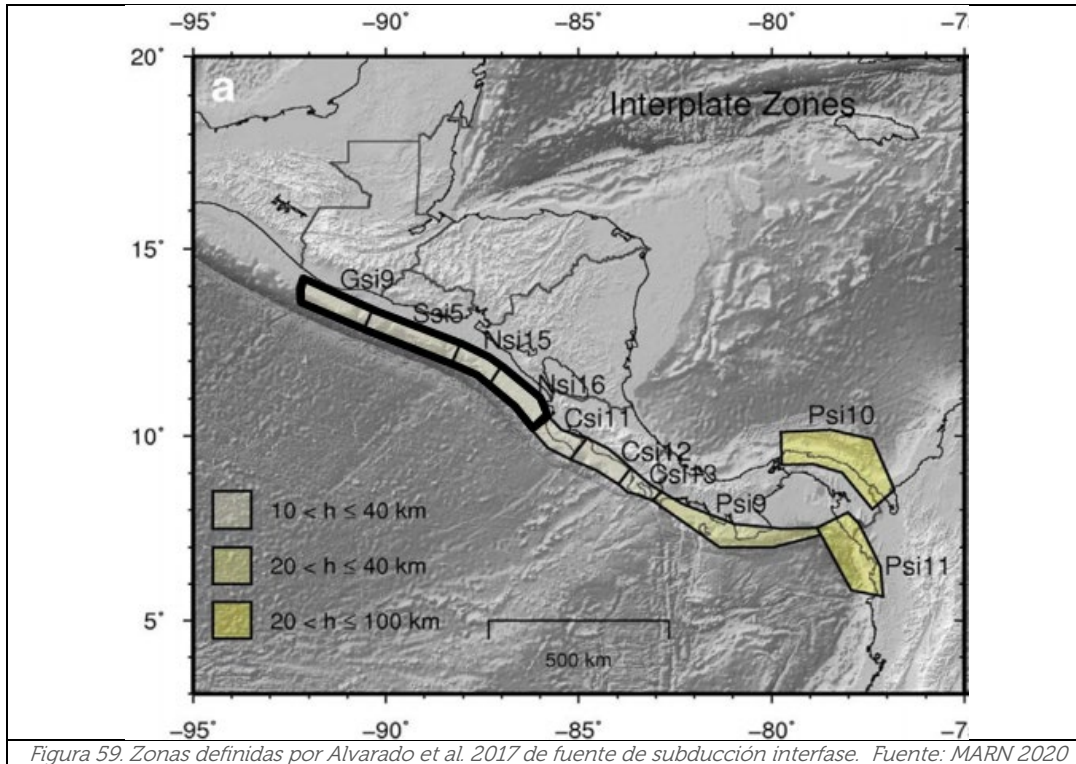 −95˚ −90˚ −85˚ −80˚ −7
20˚
a
Interplate Zones
15˚
Gsi9
Ssi5
Nsi15
Nsi16
Csi11
10˚
Psi10
Csi12
Csi13
Psi9
10 < h ≤ 40 km
20 < h ≤ 40 km
Psi11
5˚
20 < h ≤ 100 km
500 km
−95˚ −90˚ −85˚ −80˚ −7
Figura 59. Zonas definidas por Alvarado et al. 2017 de fuente de subducción interfase. Fuente: MARN 2020